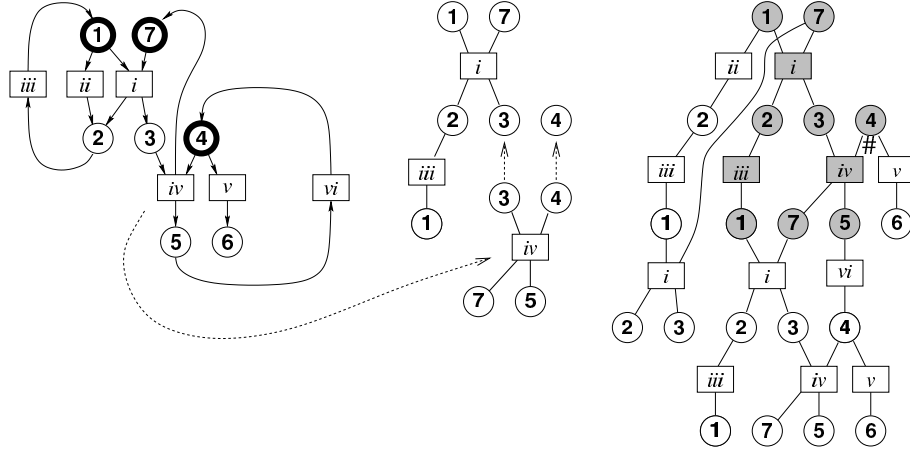 1 7
iii ii i
2 3 4
iv v vi
5 6
1 7
i
2 3 4
iii
3 4
1
iv
7 5
1 7
ii i
2 2 3 4
#
iii iii iv v
1 1 7 5 6
i i vi
2 3 2 3 4
iii iv v
1 7 5 6